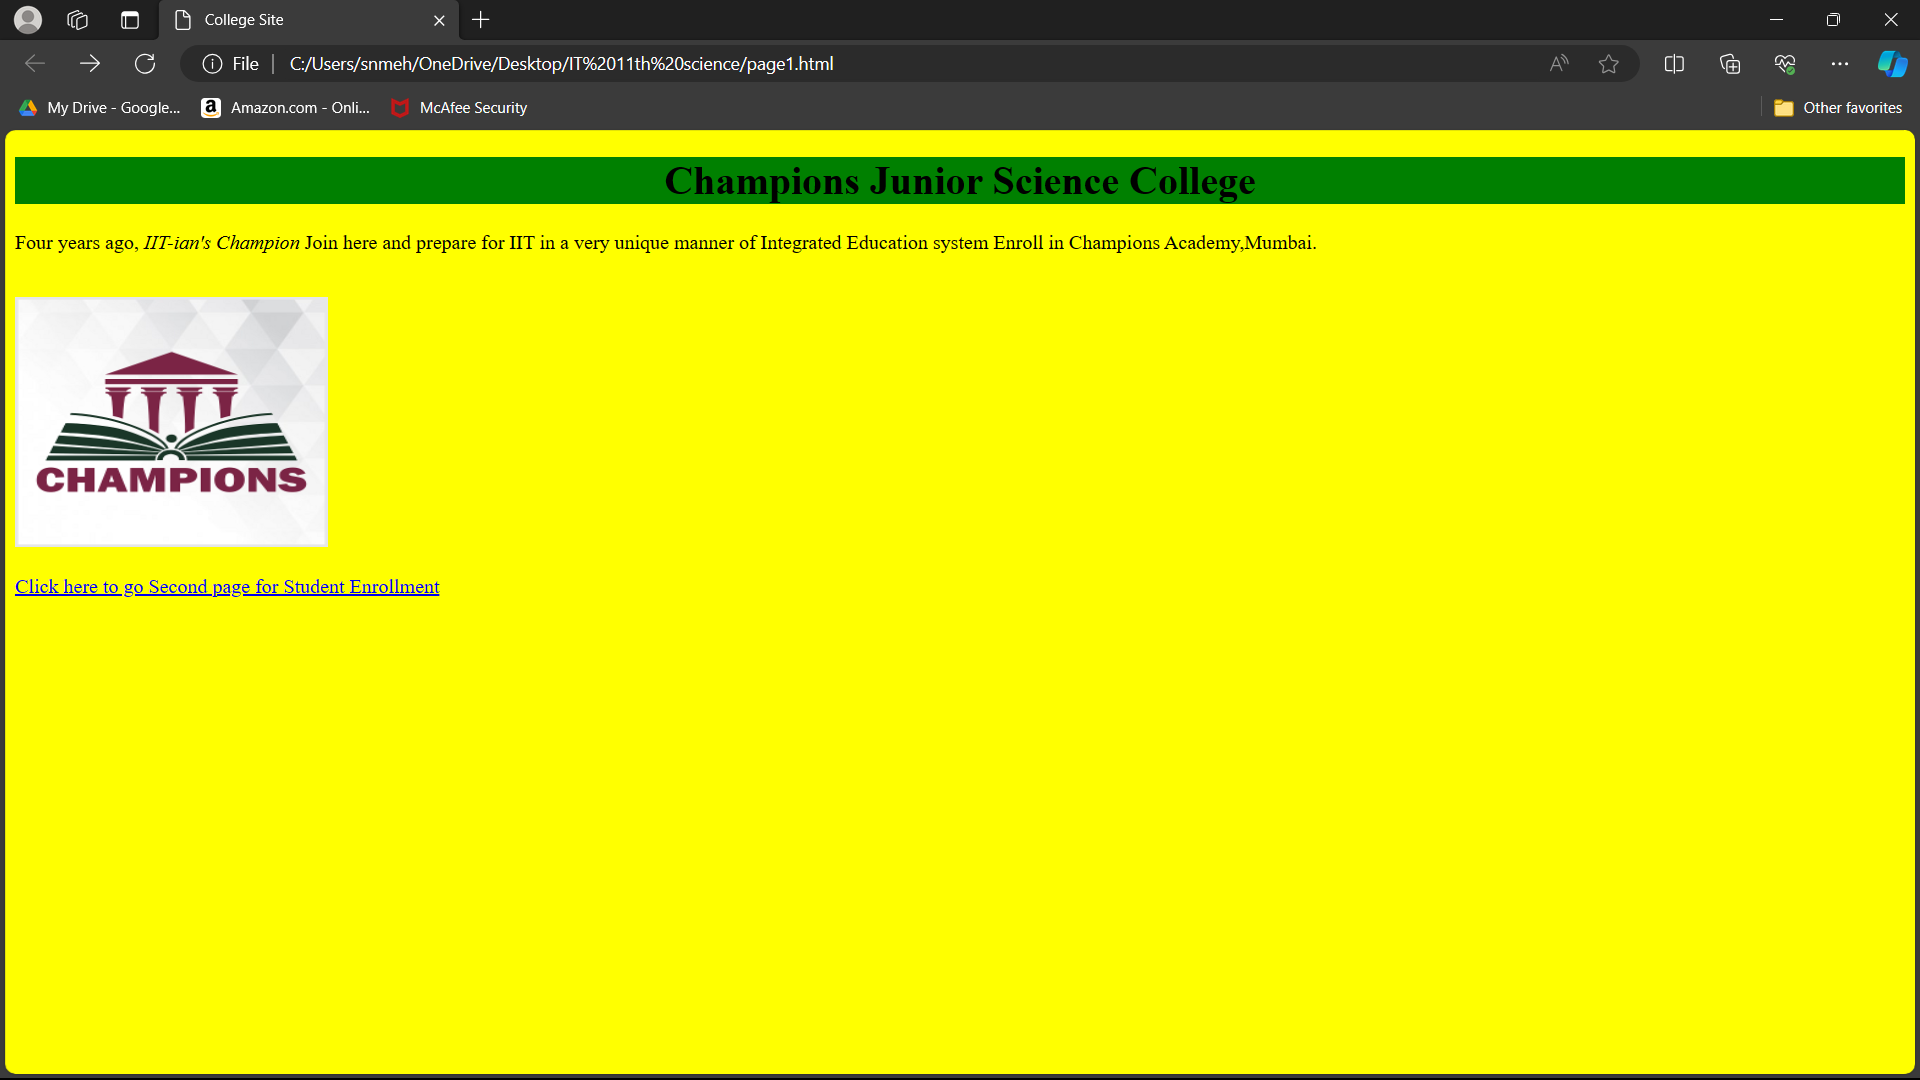 College Site
File C:/Users/snmeh/OneDrive/Desktop/IT%2011th%20science/page1.html
My Drive - Google... Amazon.com - Onli... McAfee Security Other favorites
Champions Junior Science College
Four years ago, IIT-ian's Champion Join here and prepare for IIT in a very unique manner of Integrated Education system Enroll in Champions Academy,Mumbai.
CHAMPIONS
Click here to go Second page for Student Enrollment